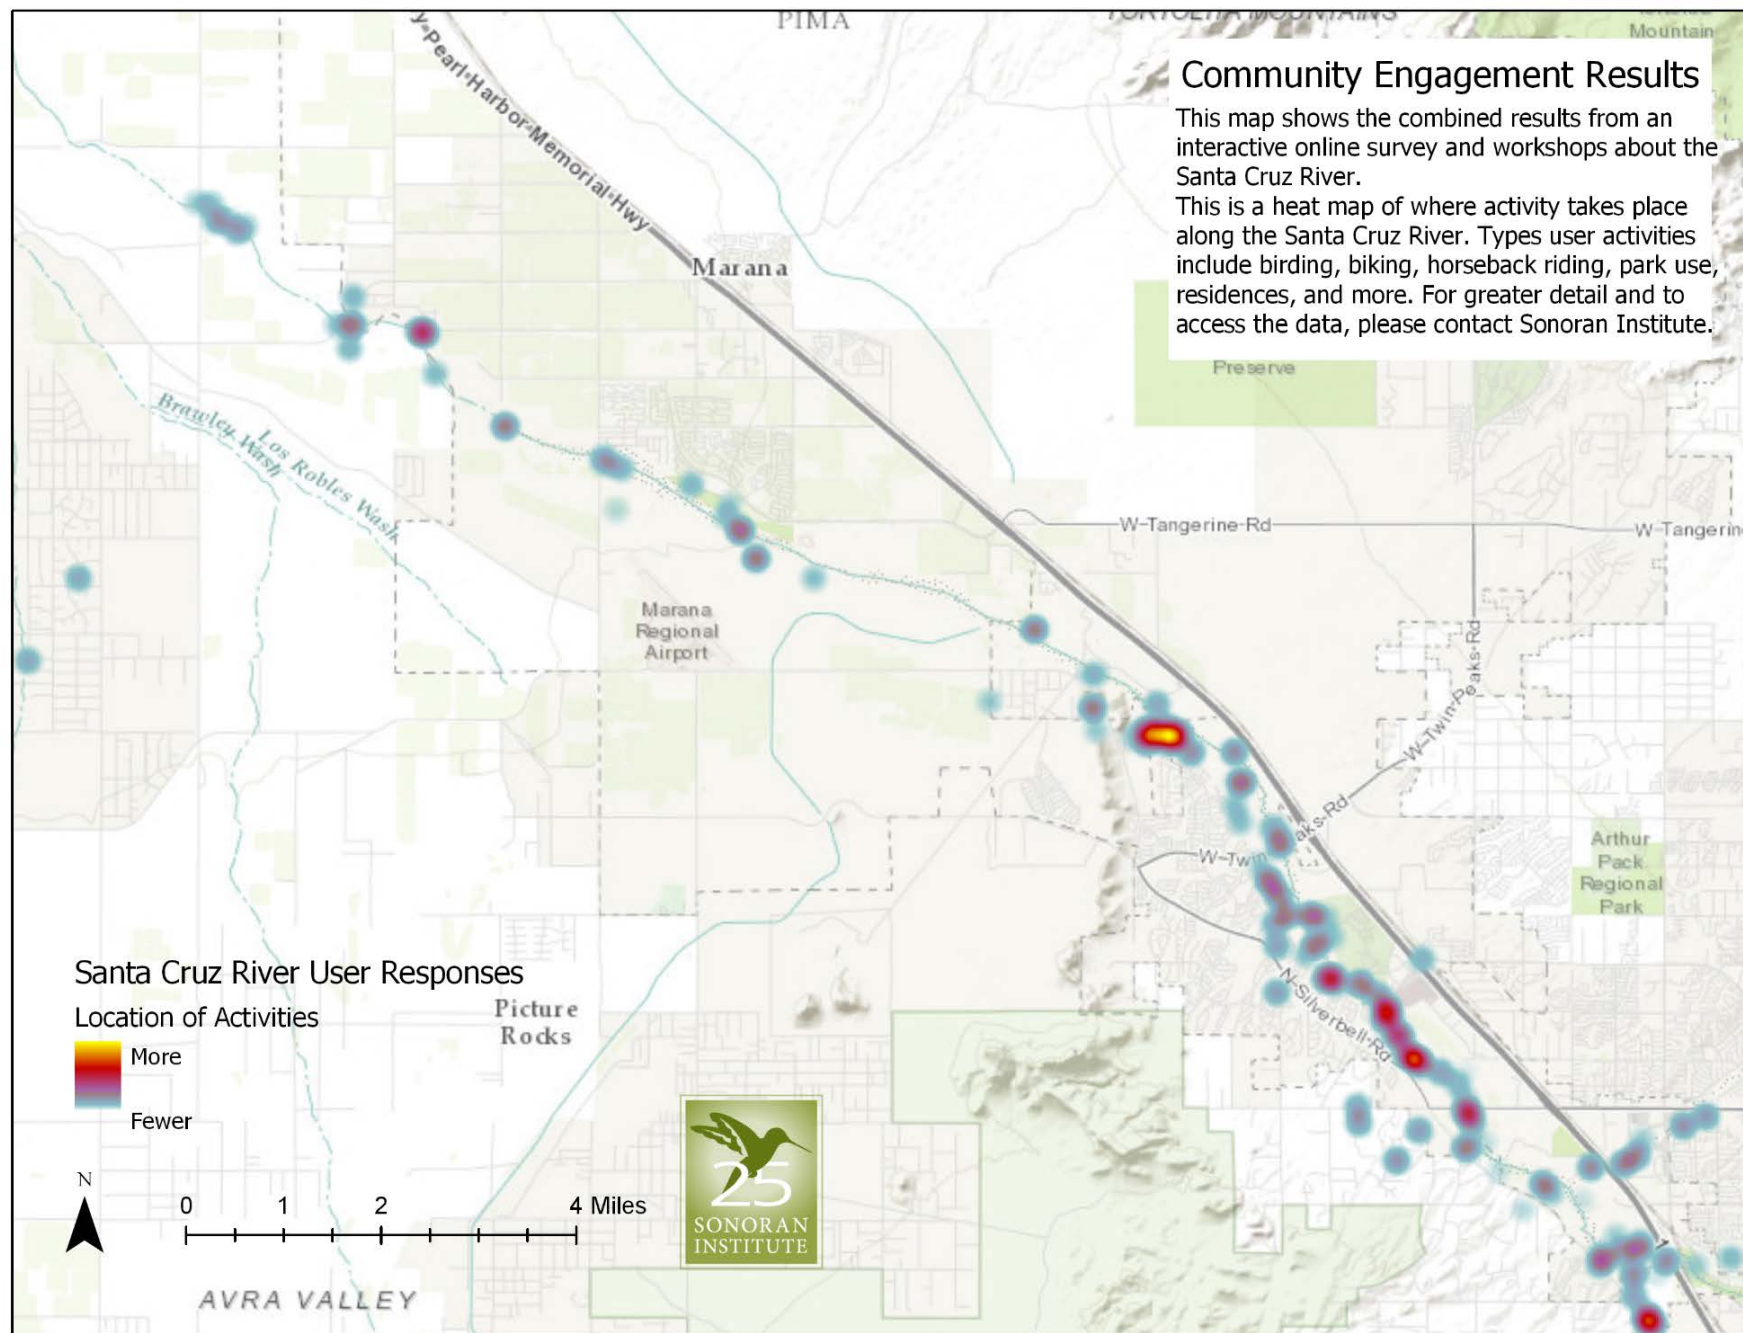 PIMA
TORTOLITA MOUNTAINS
Mountain
y-Pearl-Harbor-Memorial-Hwy
Community Engagement Results
This map shows the combined results from an
interactive online survey and workshops about the
Santa Cruz River.
This is a heat map of where activity takes place
along the Santa Cruz River. Types user activities
include birding, biking, horseback riding, park use,
residences, and more. For greater detail and to
access the data, please contact Sonoran Institute.
Marana
Preserve
Brawley Wash
Los Robles Wash
W-Tangerine-Rd
W-Tangerin
Marana
Regional
Airport
W-Twin-Peaks-Rd
W-Twin
aks-Rd
Arthur
Pack
Regional
Park
N-Silverbell-Rd
Santa Cruz River User Responses
Location of Activities
More
Fewer
Picture
Rocks
N
0 1 2 4 Miles
25
SONORAN
INSTITUTE
AVRA VALLEY